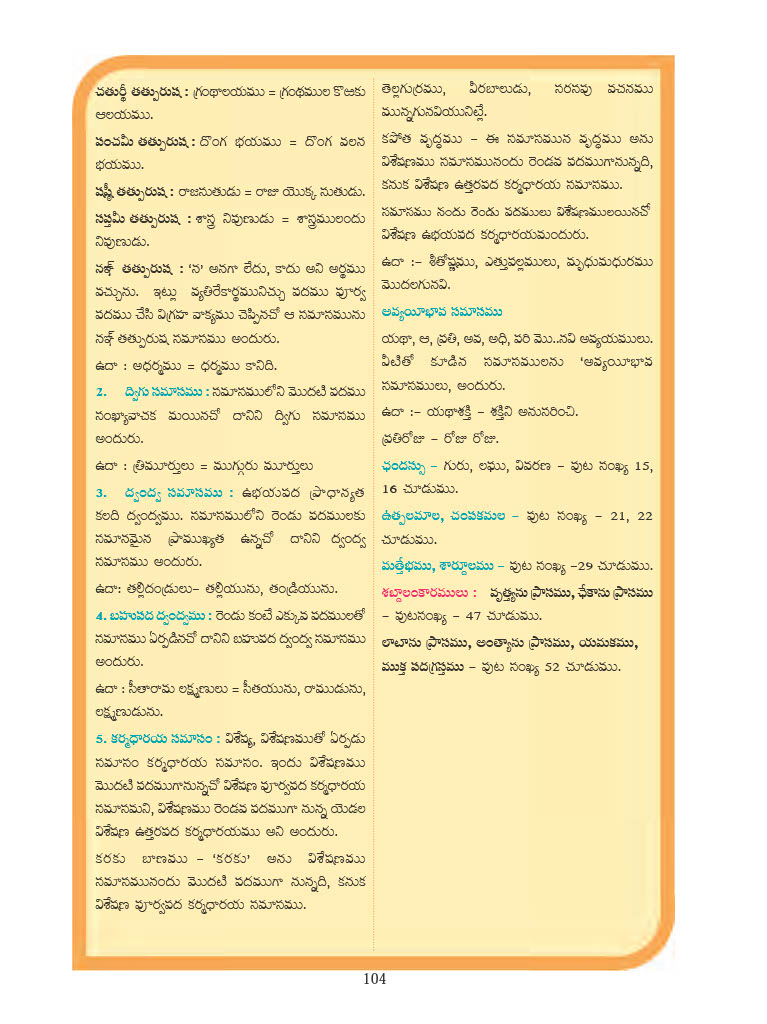 చతుర్థీ తత్పురుష : గ్రంథాలయము = గ్రంథముల కొఱకు
ఆలయము.
పంచమీ తత్పురుష : దొంగ భయము = దొంగ వలన
భయము.
షష్ఠీ తత్పురుష : రాజసుతుడు = రాజు యొక్క సుతుడు.
సప్తమీ తత్పురుష : శాస్త్ర నిపుణుడు = శాస్త్రములందు
నిపుణుడు.
నఞ్ తత్పురుష : ‘న’ అనగా లేదు, కాదు అని అర్థము
వచ్చును. ఇట్లు వ్యతిరేకార్థమునిచ్చు పదము పూర్వ
పదము చేసి విగ్రహ వాక్యము చెప్పినచో ఆ సమాసమును
నఞ్ తత్పురుష సమాసము అందురు.
ఉదా : అధర్మము = ధర్మము కానిది.
2. ద్విగు సమాసము : సమాసములోని మొదటి పదము
సంఖ్యావాచక మయినచో దానిని ద్విగు సమాసము
అందురు.
ఉదా : త్రిమూర్తులు = ముగ్గురు మూర్తులు
3. ద్వంద్వ సమాసము : ఉభయపద ప్రాధాన్యత
కలది ద్వంద్వము. సమాసములోని రెండు పదములకు
సమానమైన ప్రాముఖ్యత ఉన్నచో దానిని ద్వంద్వ
సమాసము అందురు.
ఉదా: తల్లిదండ్రులు– తల్లియును, తండ్రియును.
4. బహుపద ద్వంద్వము : రెండు కంటే ఎక్కువ పదములతో
సమాసము ఏర్పడినచో దానిని బహుపద ద్వంద్వ సమాసము
అందురు.
ఉదా : సీతారామ లక్ష్మణులు = సీతయును, రాముడును,
లక్ష్మణుడును.
5. కర్మధారయ సమాసం : విశేష్య, విశేషణముతో ఏర్పడు
సమాసం కర్మధారయ సమాసం. ఇందు విశేషణము
మొదటి పదముగానున్నచో విశేషణ పూర్వపద కర్మధారయ
సమాసమని, విశేషణము రెండవ పదముగా నున్న యెడల
విశేషణ ఉత్తరపద కర్మధారయము అని అందురు.
కరకు బాణము – ‘కరకు’ అను విశేషణము
సమాసమునందు మొదటి పదముగా నున్నది, కనుక
విశేషణ పూర్వపద కర్మధారయ సమాసము.
తెల్లగుర్రము, వీరబాలుడు, సరసపు వచనము
మున్నగునవియునిట్లే.
కపోత వృద్ధము – ఈ సమాసమున వృద్ధము అను
విశేషణము సమాసమునందు రెండవ పదముగానున్నది,
కనుక విశేషణ ఉత్తరపద కర్మధారయ సమాసము.
సమాసము నందు రెండు పదములు విశేషణములయినచో
విశేషణ ఉభయపద కర్మధారయమందురు.
ఉదా :– శీతోష్ణము, ఎత్తుపల్లములు, మృధుమధురము
మొదలగునవి.
అవ్యయీభావ సమాసము
యథా, ఆ, ప్రతి, అవ, అధి, పరి మొ..నవి అవ్యయములు.
వీటితో కూడిన సమాసములను ‘అవ్యయీభావ
సమాసములు, అందురు.
ఉదా :– యథాశక్తి – శక్తిని అనుసరించి.
ప్రతిరోజు – రోజు రోజు.
ఛందస్సు – గురు, లఘు, వివరణ – పుట సంఖ్య 15,
16 చూడుము.
ఉత్పలమాల, చంపకమల – పుట సంఖ్య – 21, 22
చూడుము.
మత్తేభము, శార్దూలము – పుట సంఖ్య –29 చూడుము.
శబ్దాలంకారములు : వృత్యను ప్రాసము, ఛేకాను ప్రాసము
– పుటసంఖ్య – 47 చూడుము.
లాటాను ప్రాసము, అంత్యాను ప్రాసము, యమకము,
ముక్త పదగ్రస్తము – పుట సంఖ్య 52 చూడుము.
104